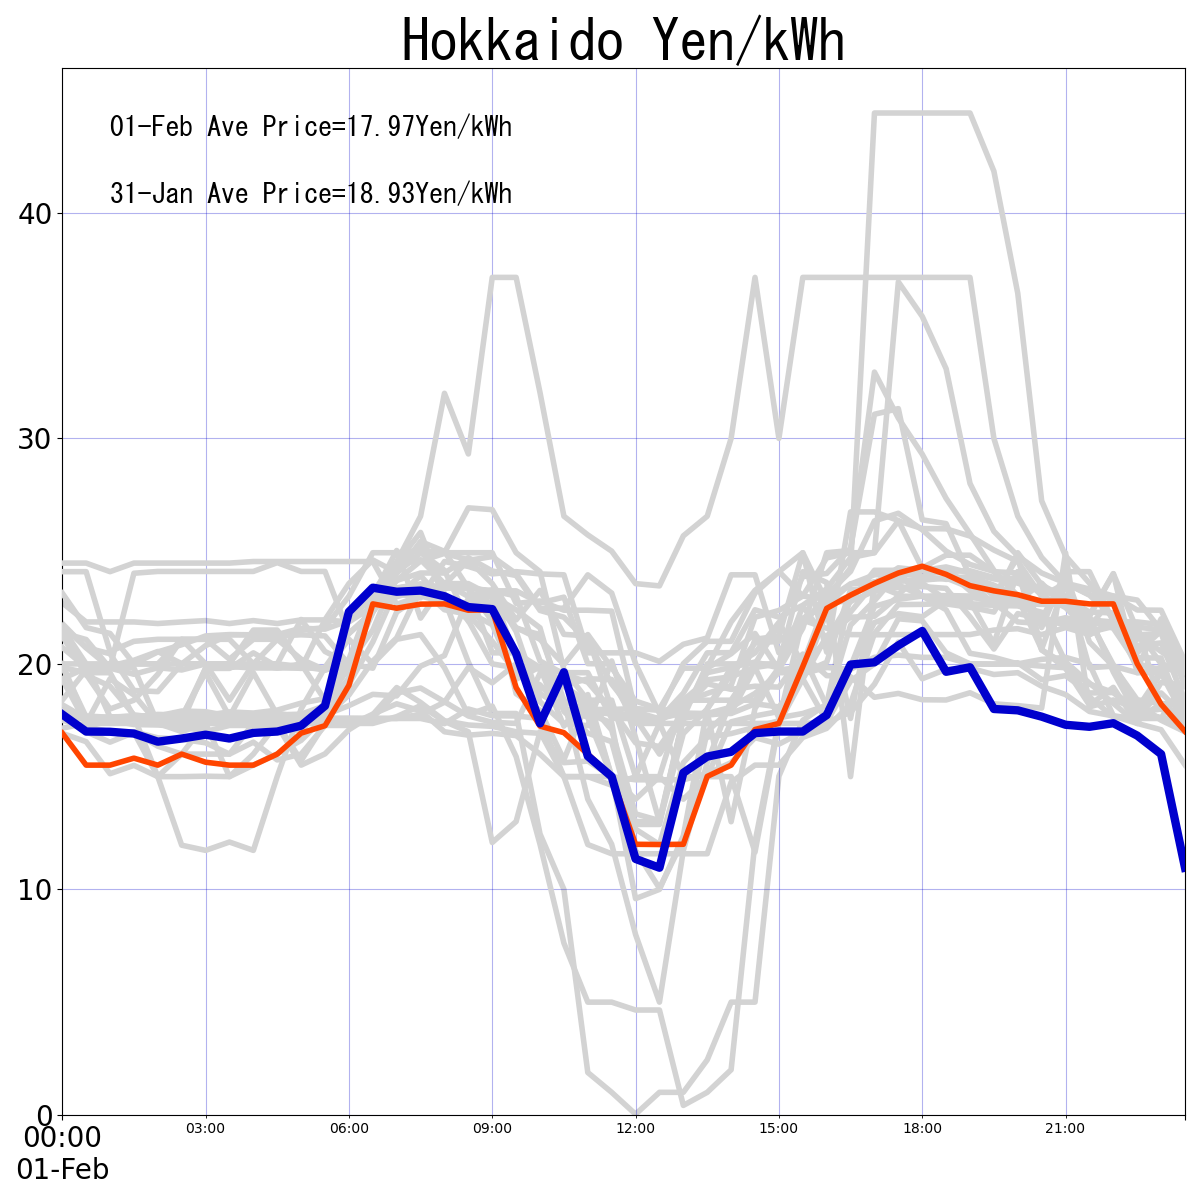 Hokkaido Yen/kWh
01-Feb Ave Price=17.97Yen/kWh
31-Jan Ave Price=18.93Yen/kWh
40
30
20
10
0
00:00 03:00 06:00 09:00 12:00 15:00 18:00 21:00
01-Feb